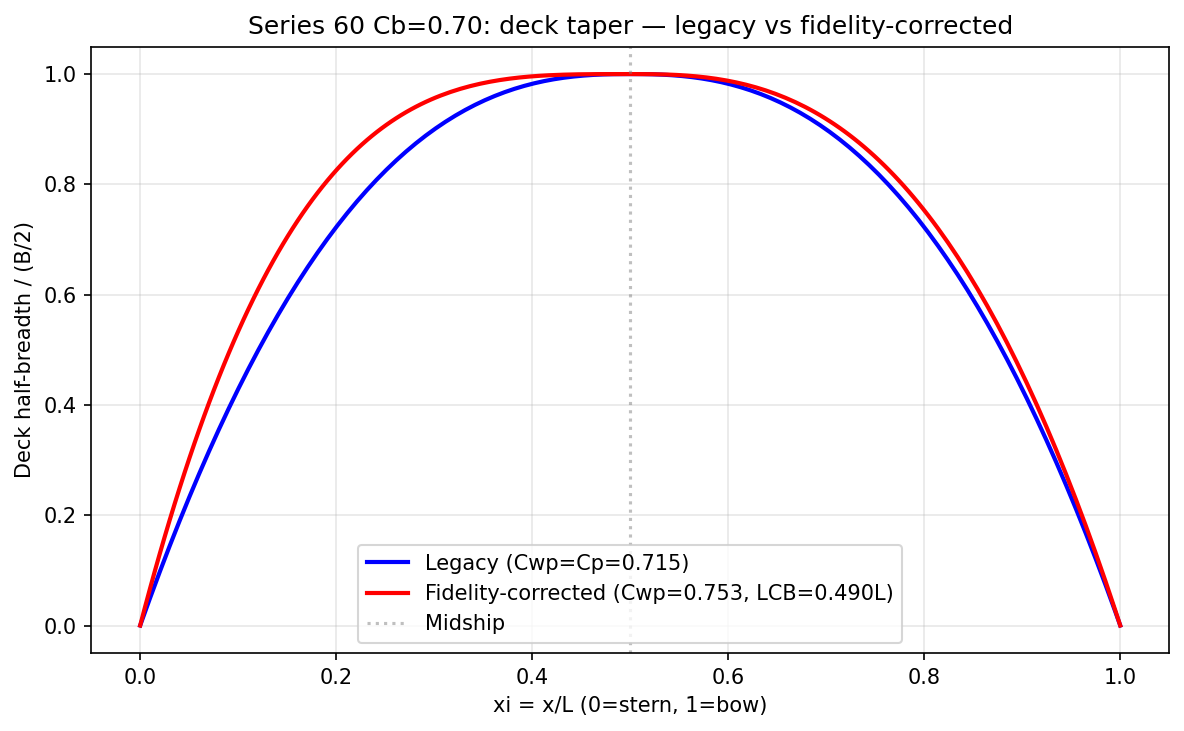 Series 60 Cb=0.70: deck taper — legacy vs fidelity-corrected
Deck half-breadth / (B/2)
1.0
0.8
0.6
0.4
0.2
0.0
Legacy (Cwp=Cp=0.715)
Fidelity-corrected (Cwp=0.753, LCB=0.490L)
Midship
0.0 0.2 0.4 0.6 0.8 1.0
xi = x/L (0=stern, 1=bow)